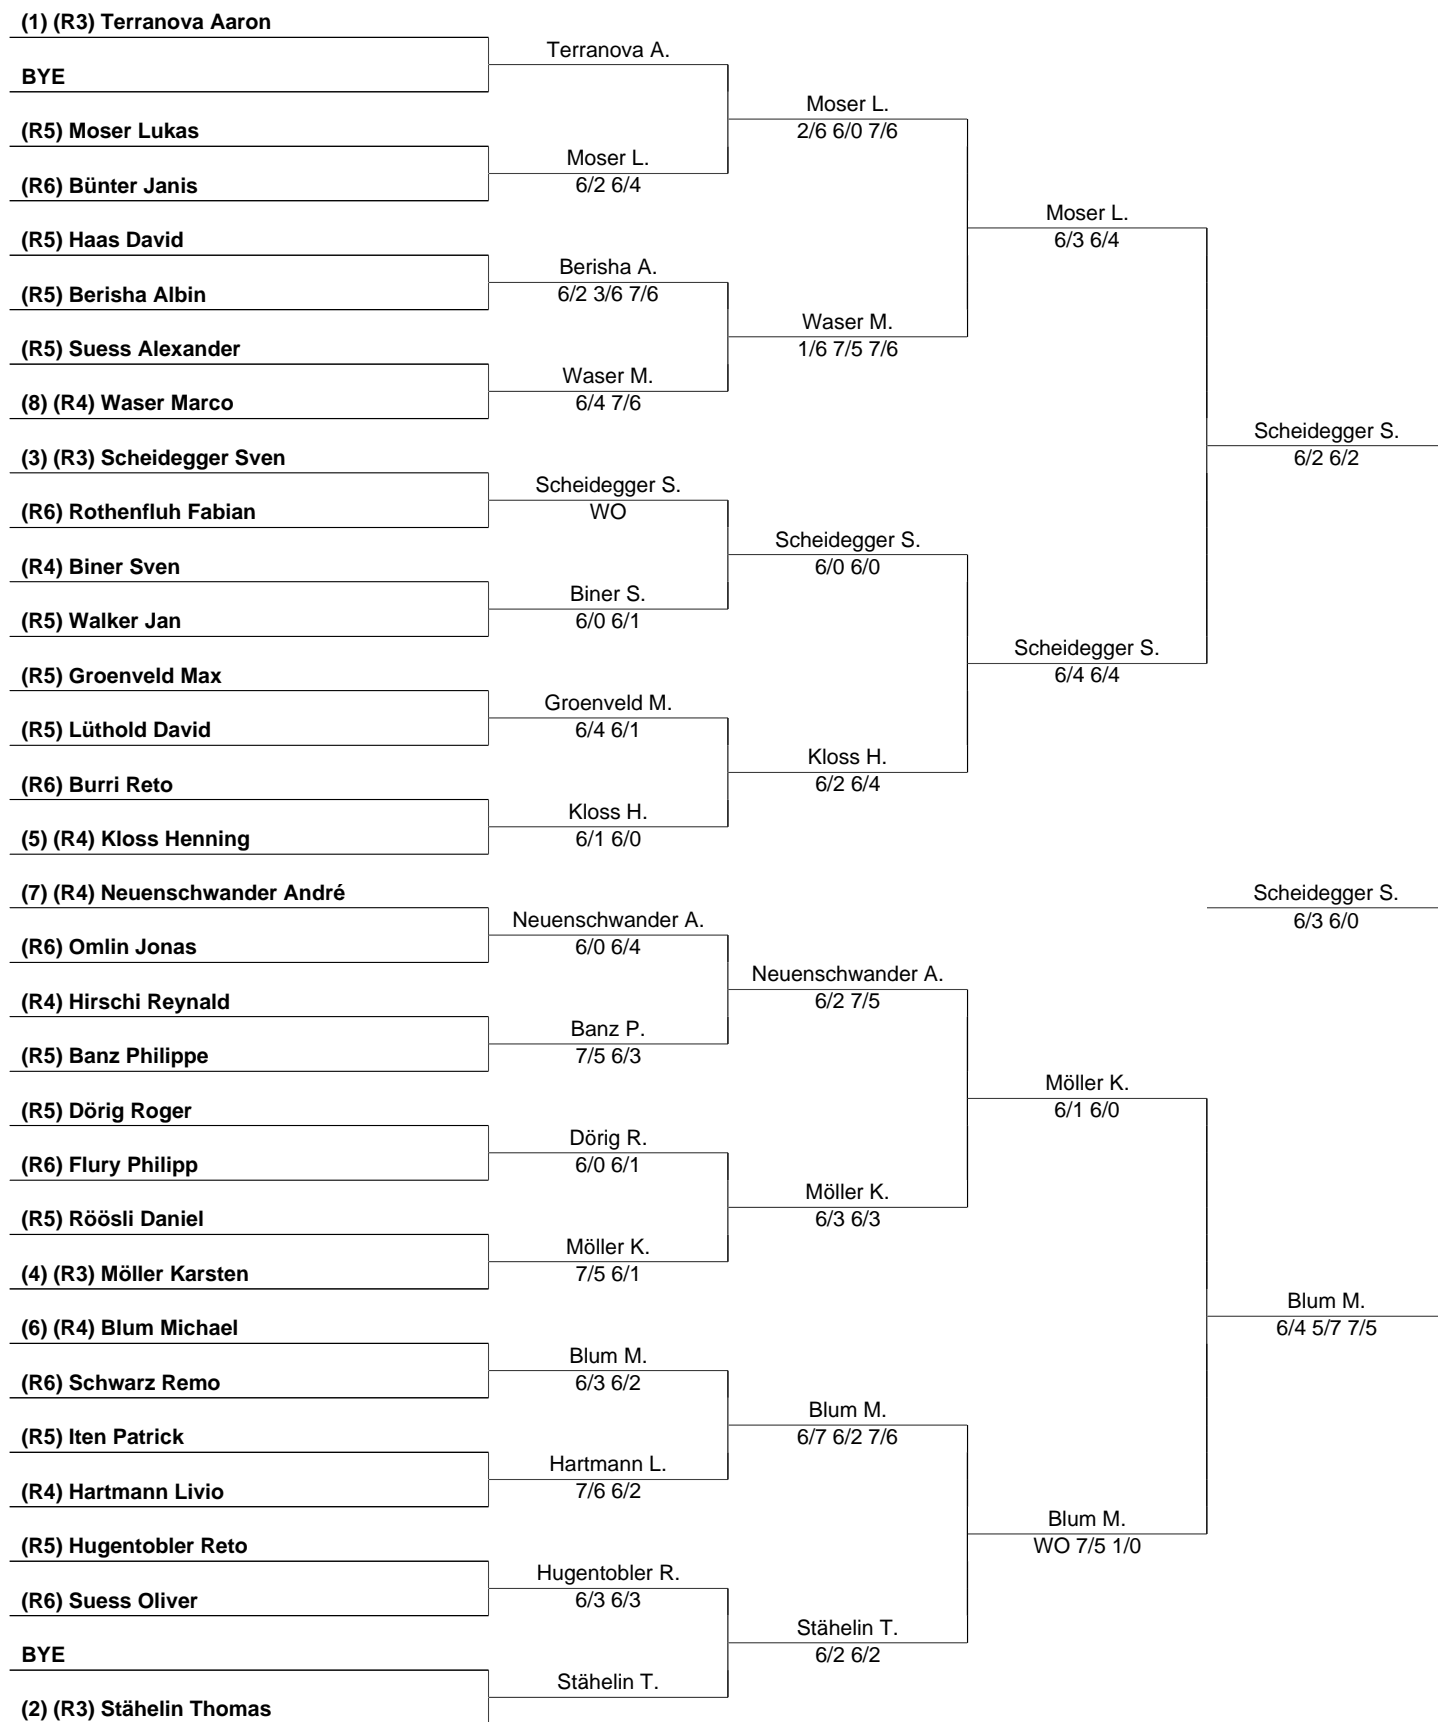 (1) (R3) Terranova Aaron
BYE
(R5) Moser Lukas
(R6) Bünter Janis
(R5) Haas David
(R5) Berisha Albin
(R5) Suess Alexander
(8) (R4) Waser Marco
(3) (R3) Scheidegger Sven
(R6) Rothenfluh Fabian
(R4) Biner Sven
(R5) Walker Jan
(R5) Groenveld Max
(R5) Lüthold David
(R6) Burri Reto
(5) (R4) Kloss Henning
(7) (R4) Neuenschwander André
(R6) Omlin Jonas
(R4) Hirschi Reynald
(R5) Banz Philippe
(R5) Dörig Roger
(R6) Flury Philipp
(R5) Röösli Daniel
(4) (R3) Möller Karsten
(6) (R4) Blum Michael
(R6) Schwarz Remo
(R5) Iten Patrick
(R4) Hartmann Livio
(R5) Hugentobler Reto
(R6) Suess Oliver
BYE
(2) (R3) Stähelin Thomas
Terranova A.
Moser L.
6/2 6/4
Berisha A.
6/2 3/6 7/6
Waser M.
6/4 7/6
Scheidegger S.
WO
Biner S.
6/0 6/1
Groenveld M.
6/4 6/1
Kloss H.
6/1 6/0
Neuenschwander A.
6/0 6/4
Banz P.
7/5 6/3
Dörig R.
6/0 6/1
Möller K.
7/5 6/1
Blum M.
6/3 6/2
Hartmann L.
7/6 6/2
Hugentobler R.
6/3 6/3
Stähelin T.
Moser L.
2/6 6/0 7/6
Waser M.
1/6 7/5 7/6
Scheidegger S.
6/0 6/0
Kloss H.
6/2 6/4
Neuenschwander A.
6/2 7/5
Möller K.
6/3 6/3
Blum M.
6/7 6/2 7/6
Stähelin T.
6/2 6/2
Moser L.
6/3 6/4
Scheidegger S.
6/4 6/4
Möller K.
6/1 6/0
Blum M.
WO 7/5 1/0
Scheidegger S.
6/2 6/2
Scheidegger S.
6/3 6/0
Blum M.
6/4 5/7 7/5